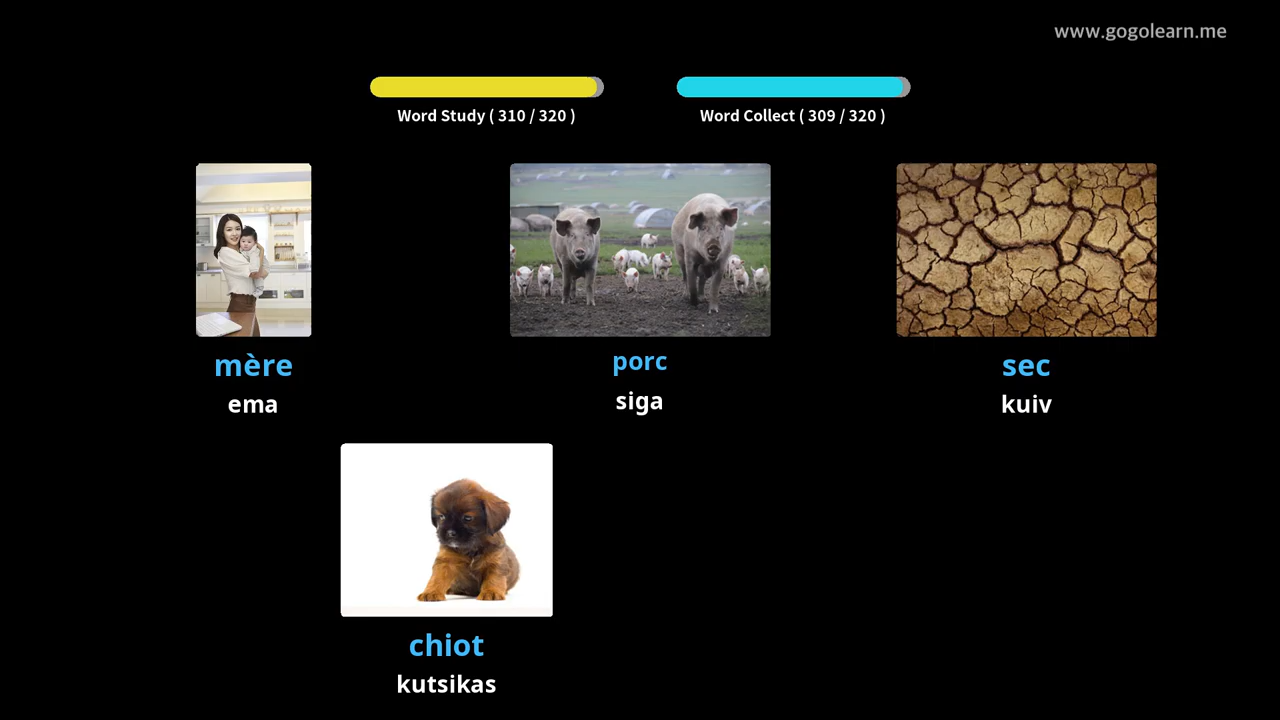 www.gogolearn.me
Word Study ( 310 / 320 )
Word Collect ( 309 / 320 )
mère
ema
porc
siga
sec
kuiv
chiot
kutsikas